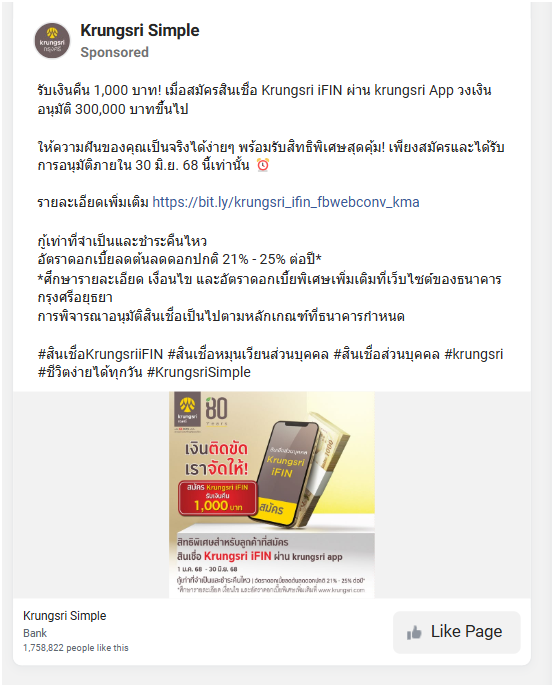 krungsri
กรุงศรี
Krungsri Simple
Sponsored
รับเงินคืน 1,000 บาท! เมื่อสมัครสินเชื่อ Krungsri iFIN ผ่าน krungsri App วงเงิน
อนุมัติ 300,000 บาทขึ้นไป
ให้ความฝันของคุณเป็นจริงได้ง่ายๆ พร้อมรับสิทธิพิเศษสุดคุ้ม! เพียงสมัครและได้รับ
การอนุมัติภายใน 30 มิ.ย. 68 นี้เท่านั้น ⏰
รายละเอียดเพิ่มเติม https://bit.ly/krungsri_ifin_fbwebconv_kma
กู้เท่าที่จำเป็นและชำระคืนไหว
อัตราดอกเบี้ยลดต้นลดดอกปกติ 21% - 25% ต่อปี*
*ศึกษารายละเอียด เงื่อนไข และอัตราดอกเบี้ยพิเศษเพิ่มเติมที่เว็บไซต์ของธนาคาร
กรุงศรีอยุธยา
การพิจารณาอนุมัติสินเชื่อเป็นไปตามหลักเกณฑ์ที่ธนาคารกำหนด
#สินเชื่อKrungsriiFIN #สินเชื่อหมุนเวียนส่วนบุคคล #สินเชื่อส่วนบุคคล #krungsri
#ชีวิตง่ายได้ทุกวัน #KrungsriSimple
krungsri
กรุงศรี
80
Years
เงินติดขัด
เราจัดให้!
สมัคร Krungsri iFIN
รับเงินคืน
1,000 บาท
สินเชื่อส่วนบุคคล
Krungsri
iFIN
สมัคร
1000
สิทธิพิเศษสำหรับลูกค้าที่สมัคร
สินเชื่อ Krungsri iFIN ผ่าน krungsri app
1 ม.ค. 68 - 30 มิ.ย. 68
กู้เท่าที่จำเป็นและชำระคืนไหว | อัตราดอกเบี้ยลดต้นลดดอกปกติ 21% - 25% ต่อปี*
*ศึกษารายละเอียด เงื่อนไข และอัตราดอกเบี้ยพิเศษเพิ่มเติมที่ www.krungsri.com
Krungsri Simple
Bank
1,758,822 people like this
Like Page